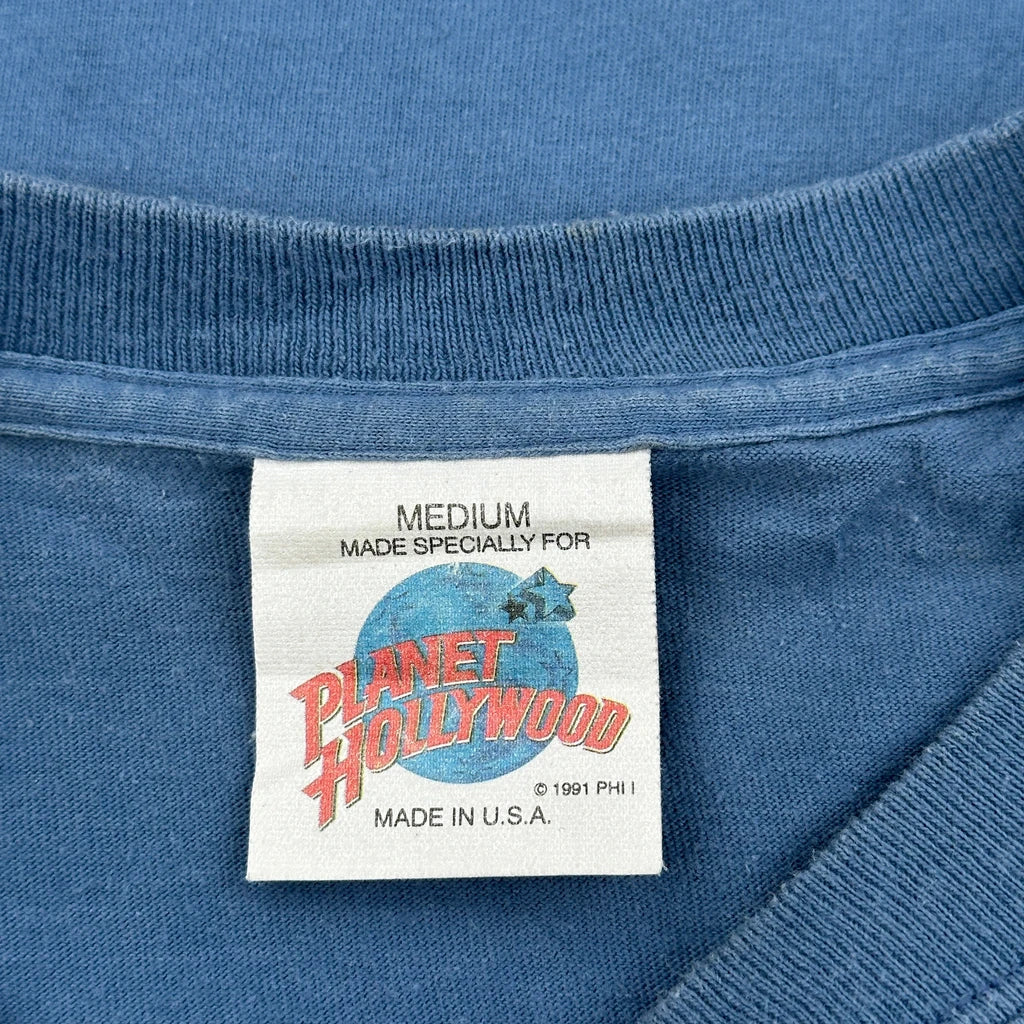 MEDIUM
MADE SPECIALLY FOR
PLANET
HOLLYWOOD
© 1991 PHI I
MADE IN U.S.A.